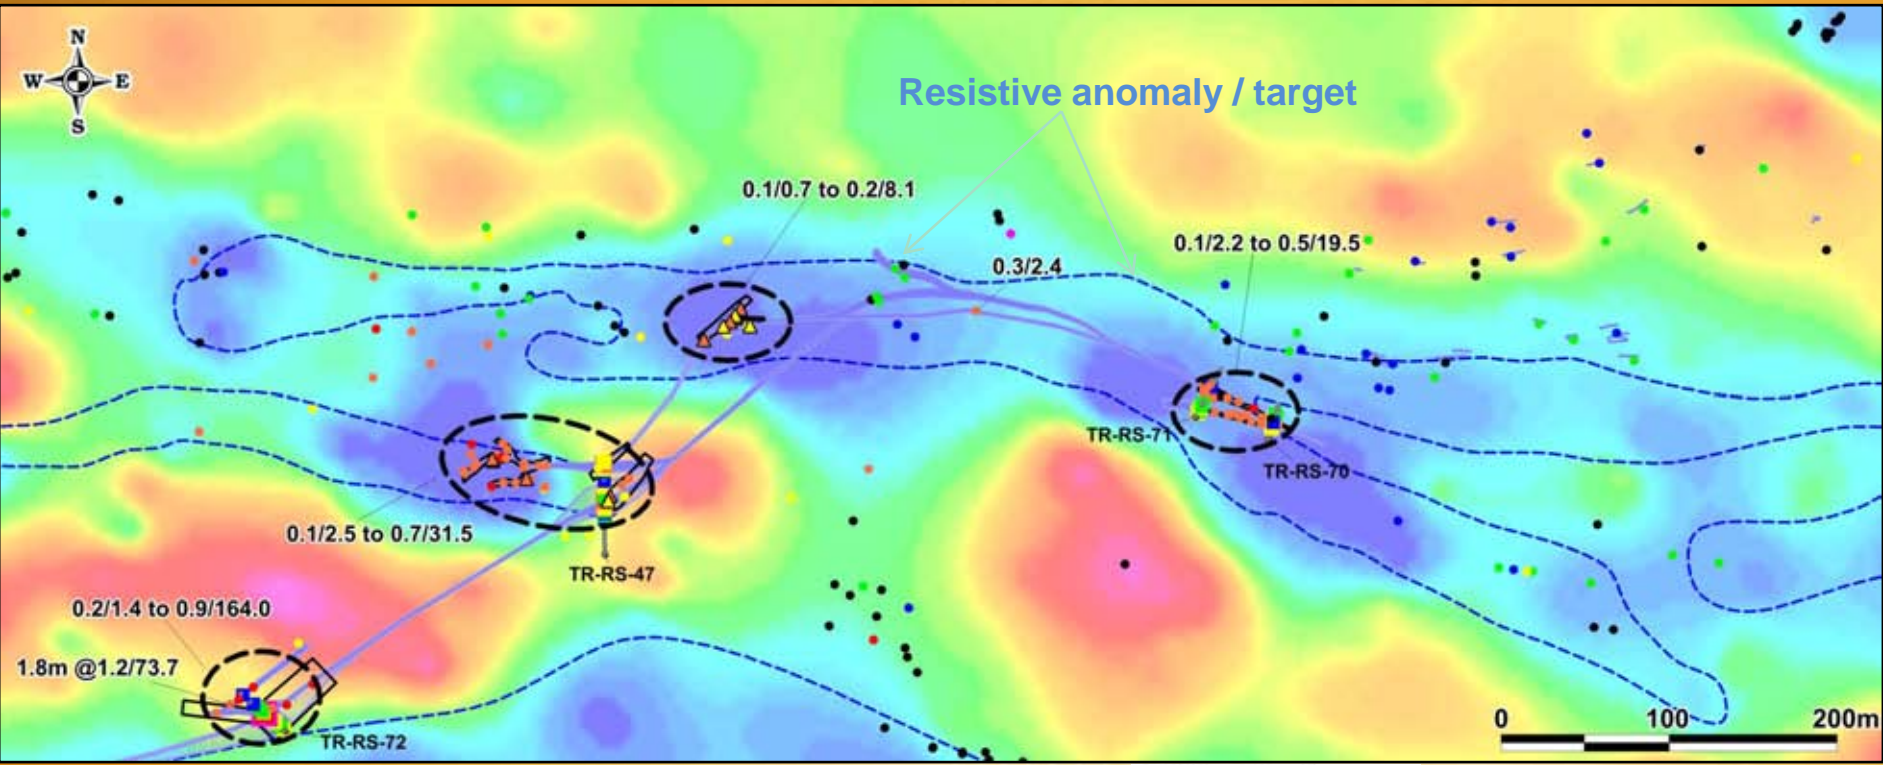 N
W E
S
Resistive anomaly / target
0.1/0.7 to 0.2/8.1
0.1/2.2 to 0.5/19.5
0.3/2.4
TR-RS-71
TR-RS-70
0.1/2.5 to 0.7/31.5
TR-RS-47
0.2/1.4 to 0.9/164.0
1.8m @1.2/73.7
TR-RS-72
0 100 200m